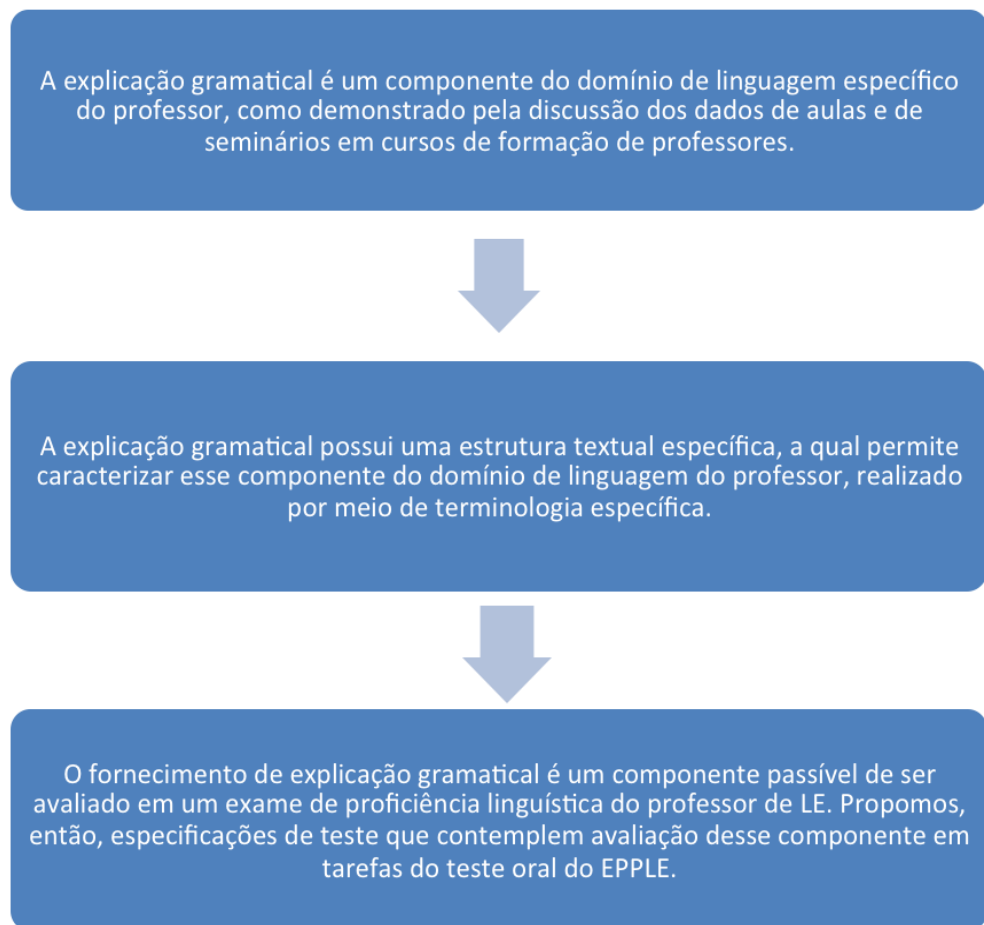 A explicação gramatical é um componente do domínio de linguagem específico
do professor, como demonstrado pela discussão dos dados de aulas e de
seminários em cursos de formação de professores.
A explicação gramatical possui uma estrutura textual específica, a qual permite
caracterizar esse componente do domínio de linguagem do professor, realizado
por meio de terminologia específica.
O fornecimento de explicação gramatical é um componente passível de ser
avaliado em um exame de proficiência linguística do professor de LE. Propomos,
então, especificações de teste que contemplem avaliação desse componente em
tarefas do teste oral do EPPLE.